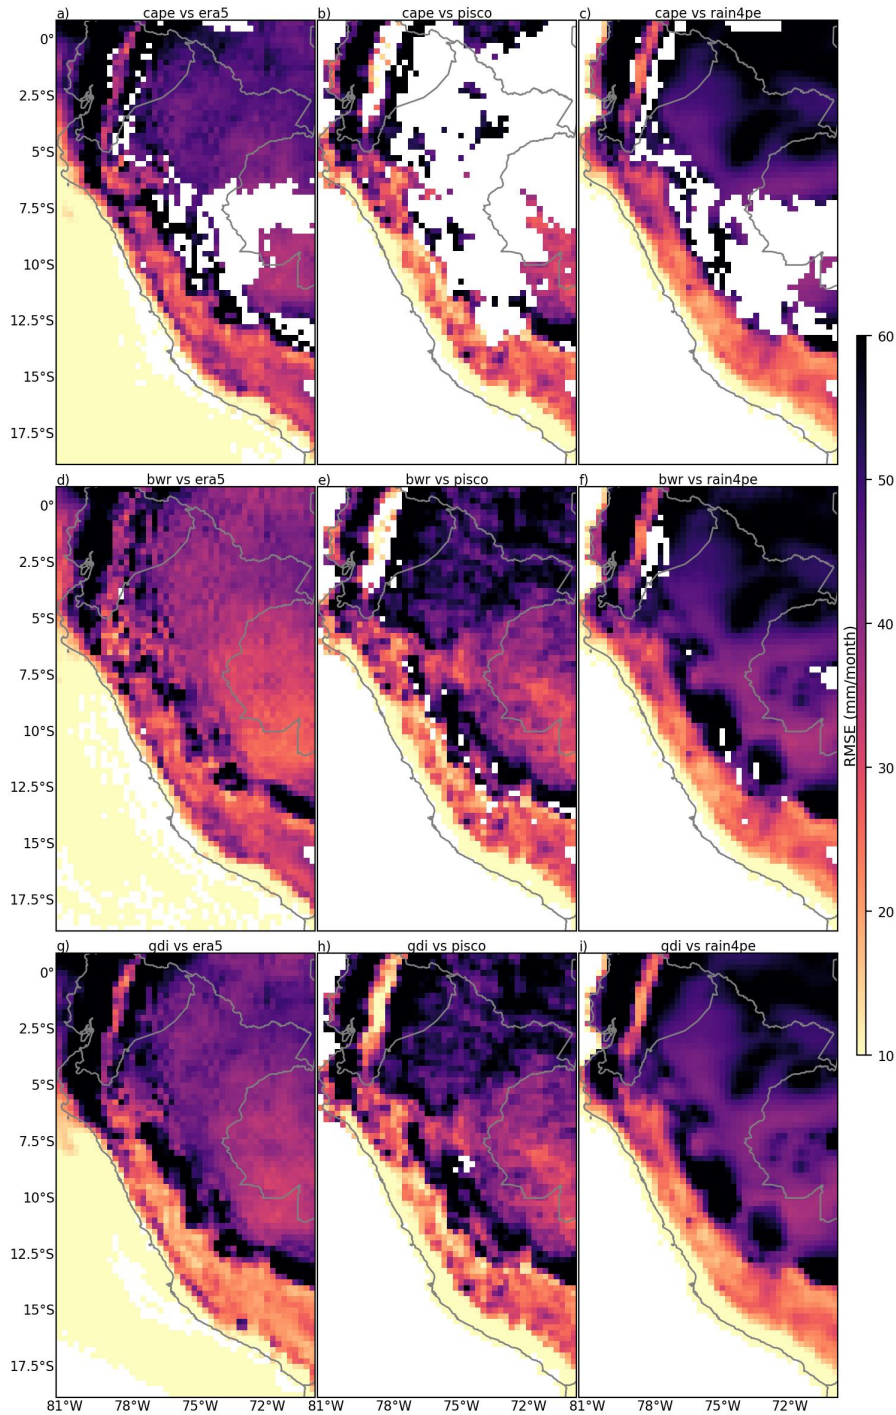 a) cape vs era5
b) cape vs pisco
c) cape vs rain4pe
0°
2.5°S
5°S
7.5°S
10°S
12.5°S
15°S
17.5°S
d) bwr vs era5
e) bwr vs pisco
f) bwr vs rain4pe
0°
2.5°S
5°S
7.5°S
10°S
12.5°S
15°S
17.5°S
g) gdi vs era5
h) gdi vs pisco
i) gdi vs rain4pe
0°
2.5°S
5°S
7.5°S
10°S
12.5°S
15°S
17.5°S
81°W 78°W 75°W 72°W 81°W 78°W 75°W 72°W 81°W 78°W 75°W 72°W
60
50
40
30
20
10
RMSE (mm/month)